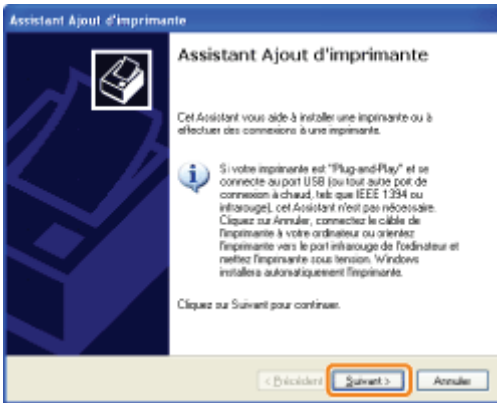 Assistant Ajout d'imprimante
Assistant Ajout d'imprimante
Cet Assistant vous aide à installer une imprimante ou à
effectuer des connexions à une imprimante.
Si votre imprimante est "Plug-and-Play" et se
connecte au port USB (ou tout autre port de
connexion à chaud, tels que IEEE 1394 ou
infrarouge), cet Assistant n'est pas nécessaire.
Cliquez sur Annuler, connectez le câble de
l'imprimante à votre ordinateur ou orientez
l'imprimante vers le port infrarouge de l'ordinateur et
mettez l'imprimante sous tension. Windows
installera automatiquement l'imprimante.
Cliquez sur Suivant pour continuer.
< Précédent Suivant > Annuler